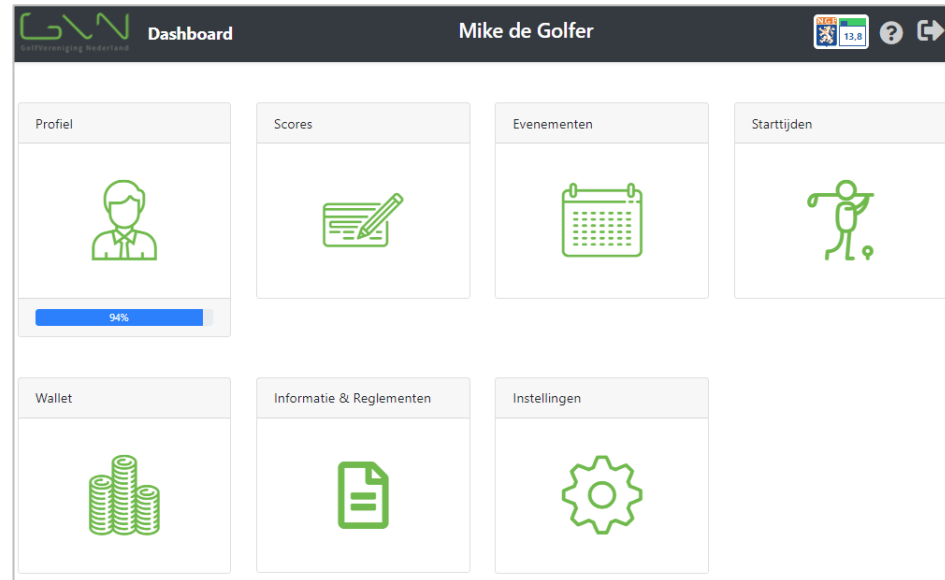 GVN
GolfVereniging Nederland
Dashboard
Mike de Golfer
NGF
13,8
?
Profiel
Scores
Evenementen
Starttijden
94%
Wallet
Informatie & Reglementen
Instellingen